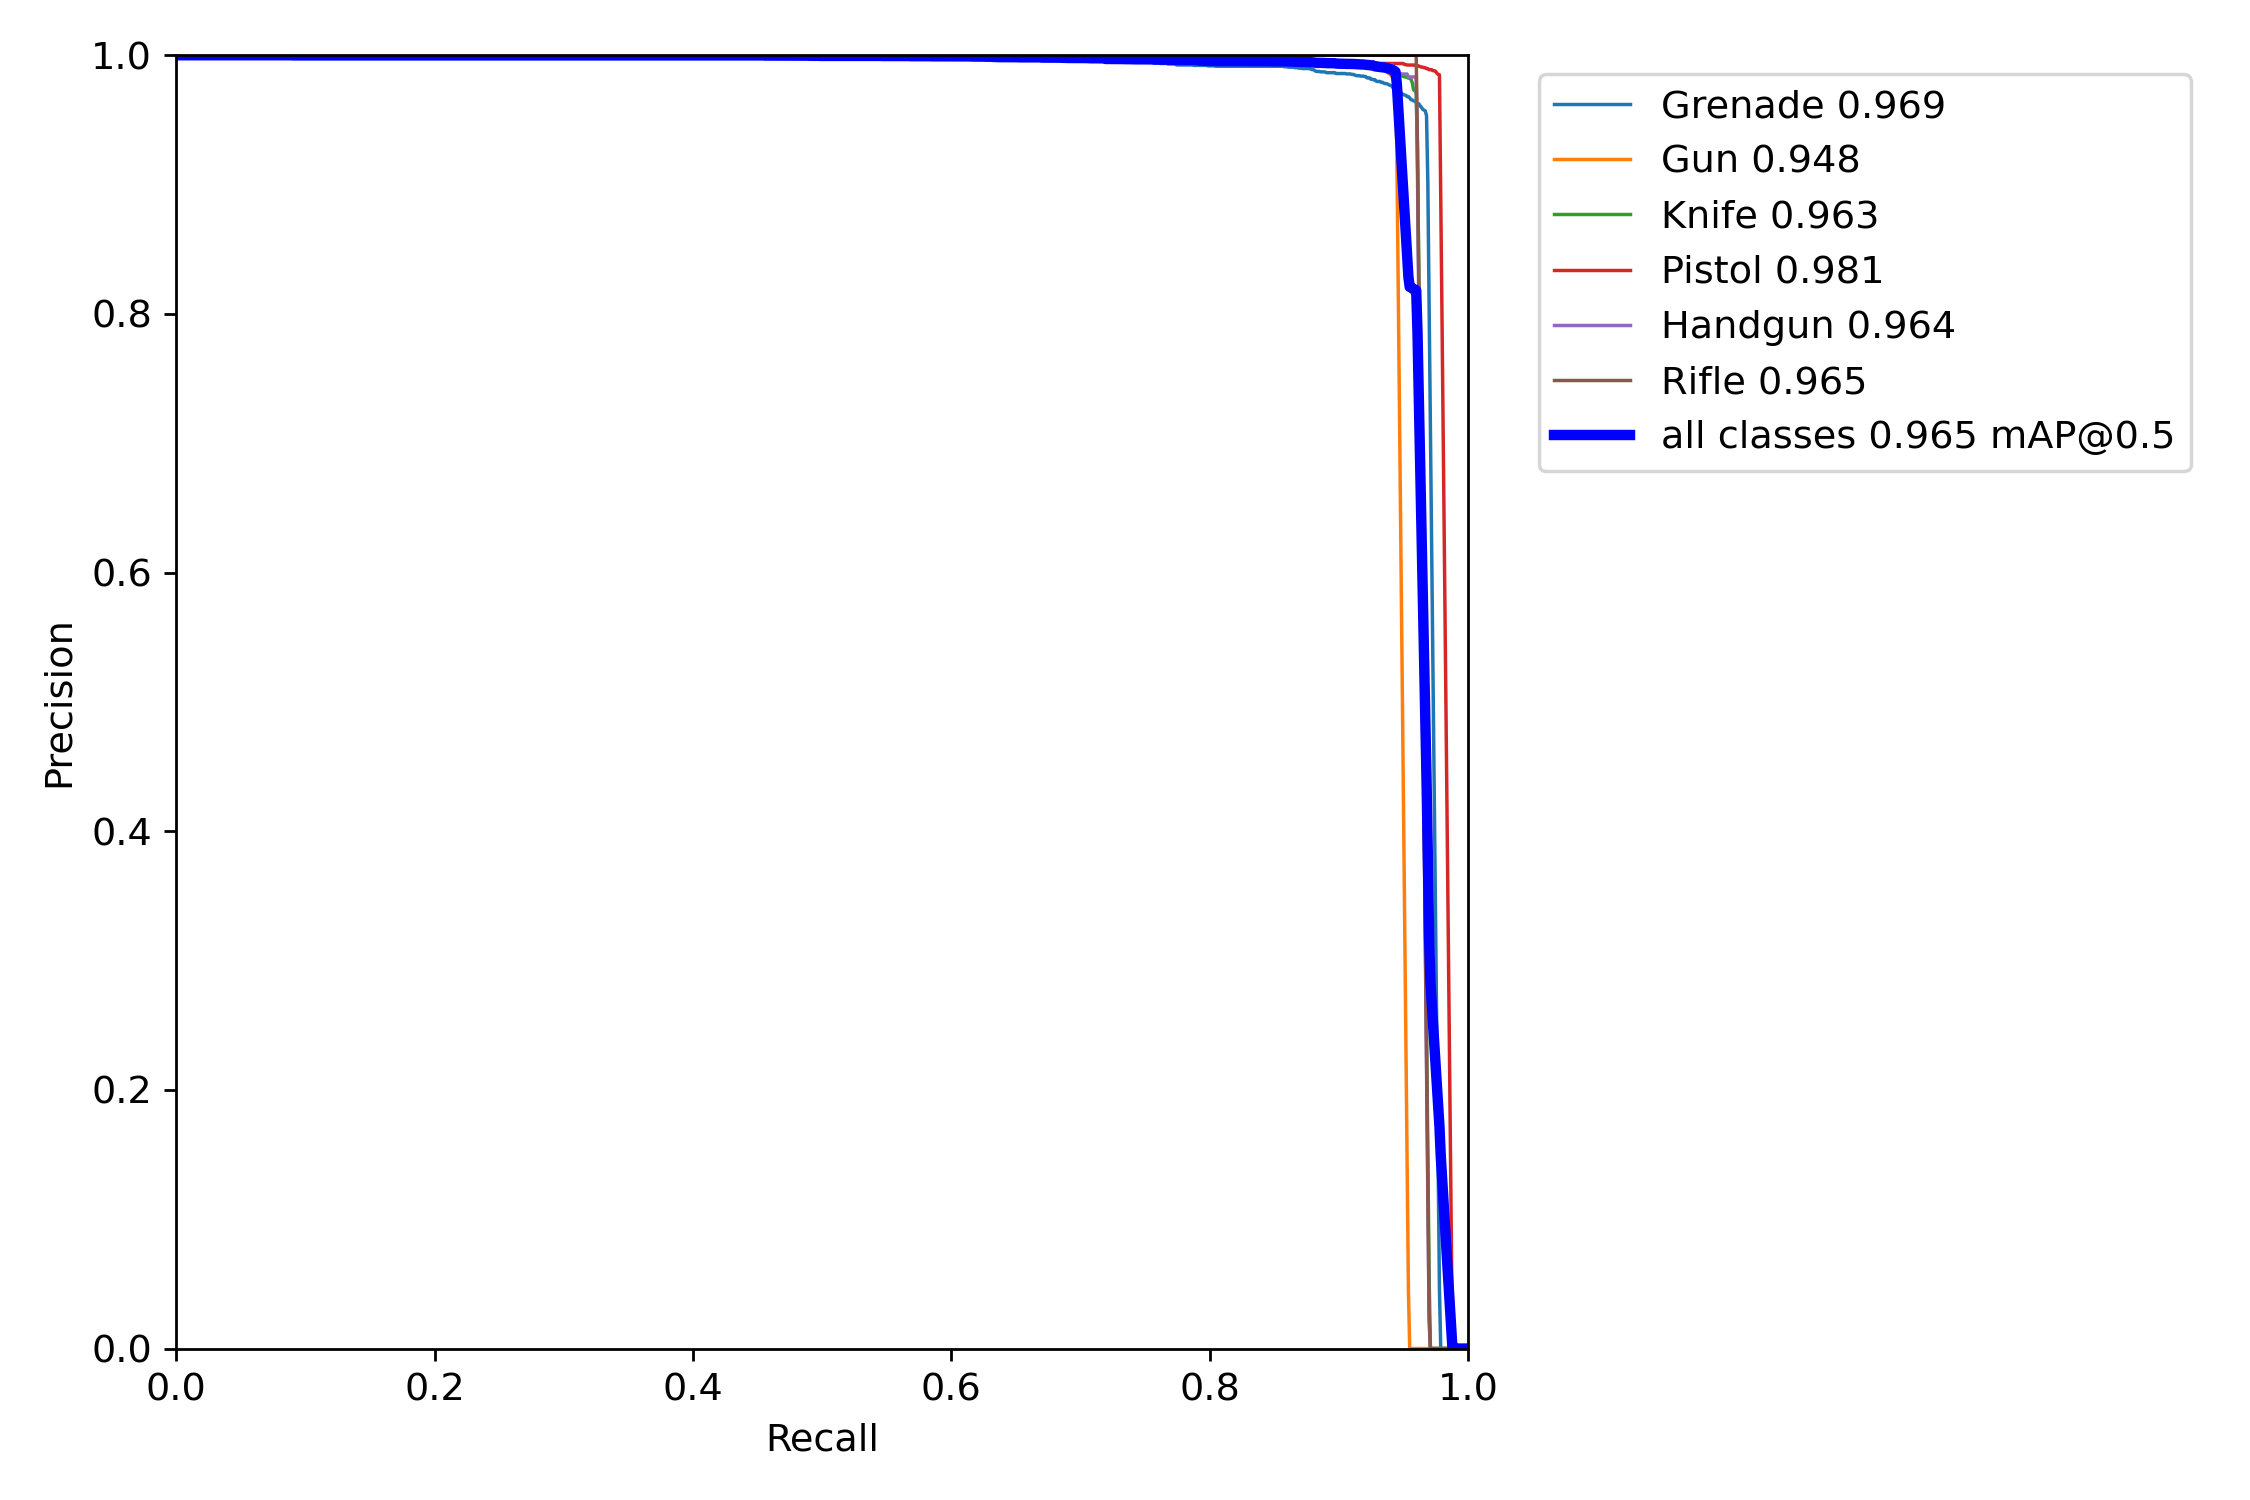 1.0
0.8
0.6
0.4
0.2
0.0
Precision
0.0 0.2 0.4 0.6 0.8 1.0
Recall
Grenade 0.969
Gun 0.948
Knife 0.963
Pistol 0.981
Handgun 0.964
Rifle 0.965
all classes 0.965 mAP@0.5